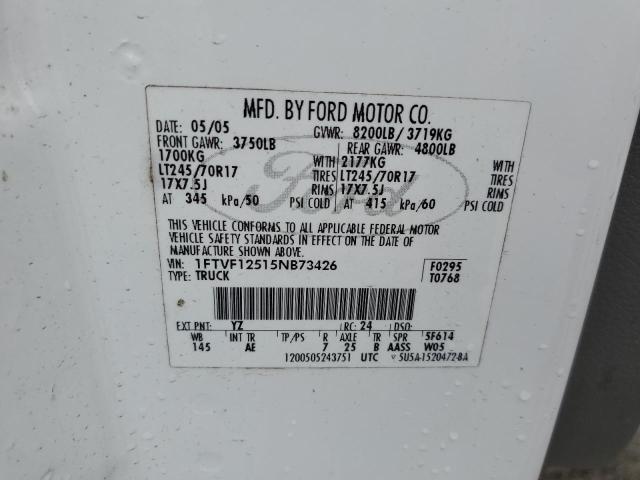 MFD. BY FORD MOTOR CO.
DATE: 05/05 GVWR: 8200LB/ 3719KG
FRONT GAWR: 3750LB REAR GAWR: 4800LB
1700KG WITH 2177KG WITH
LT245/70R17 TIRES LT245/70R17 TIRES
17X7.5J RIMS 17X7.5J RIMS
AT 345 kPa/50 PSI COLD AT 415 kPa/60 PSI COLD
Ford
THIS VEHICLE CONFORMS TO ALL APPLICABLE FEDERAL MOTOR
VEHICLE SAFETY STANDARDS IN EFFECT ON THE DATE OF
MANUFACTURE SHOWN ABOVE.
VIN: 1FTVF12515NB73426 F0295
TYPE: TRUCK T0768
EXT PNT: YZ RC: 24 DSO:
WB INT TR TP/PS R AXLE TR SPR 5F614
145 AE 7 25 B AASS W05
1200505243751 UTC 5U5A-1520472-BA